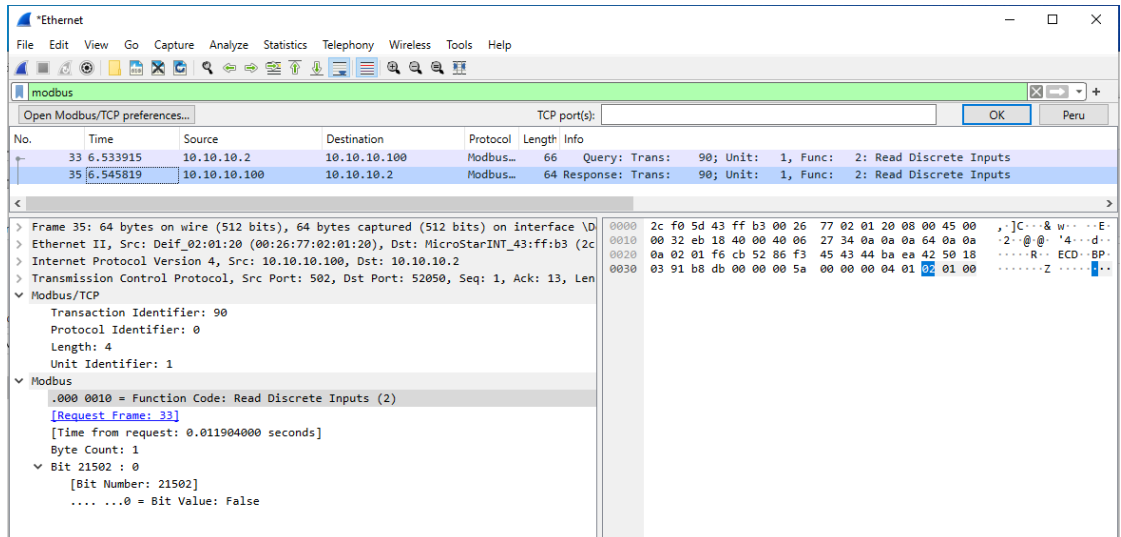 *Ethernet
File Edit View Go Capture Analyze Statistics Telephony Wireless Tools Help
modbus
Open Modbus/TCP preferences... TCP port(s): OK Peru
No. Time Source Destination Protocol Length Info
33 6.533915 10.10.10.2 10.10.10.100 Modbus… 66 Query: Trans: 90; Unit: 1, Func: 2: Read Discrete Inputs
35 6.545819 10.10.10.100 10.10.10.2 Modbus… 64 Response: Trans: 90; Unit: 1, Func: 2: Read Discrete Inputs
> Frame 35: 64 bytes on wire (512 bits), 64 bytes captured (512 bits) on interface \D
> Ethernet II, Src: Deif_02:01:20 (00:26:77:02:01:20), Dst: MicroStarINT_43:ff:b3 (2c
> Internet Protocol Version 4, Src: 10.10.10.100, Dst: 10.10.10.2
> Transmission Control Protocol, Src Port: 502, Dst Port: 52050, Seq: 1, Ack: 13, Len
Modbus/TCP
Transaction Identifier: 90
Protocol Identifier: 0
Length: 4
Unit Identifier: 1
Modbus
.000 0010 = Function Code: Read Discrete Inputs (2)
[Request Frame: 33]
[Time from request: 0.011904000 seconds]
Byte Count: 1
Bit 21502 : 0
[Bit Number: 21502]
.... ...0 = Bit Value: False
0000 2c f0 5d 43 ff b3 00 26 77 02 01 20 08 00 45 00 ,·]C···& w·· ··E·
0010 00 32 eb 18 40 00 40 06 27 34 0a 0a 0a 64 0a 0a ·2··@·@· '4···d··
0020 0a 02 01 f6 cb 52 86 f3 45 43 44 ba ea 42 50 18 ·····R·· ECD··BP·
0030 03 91 b8 db 00 00 00 5a 00 00 00 04 01 02 01 00 ·······Z ········